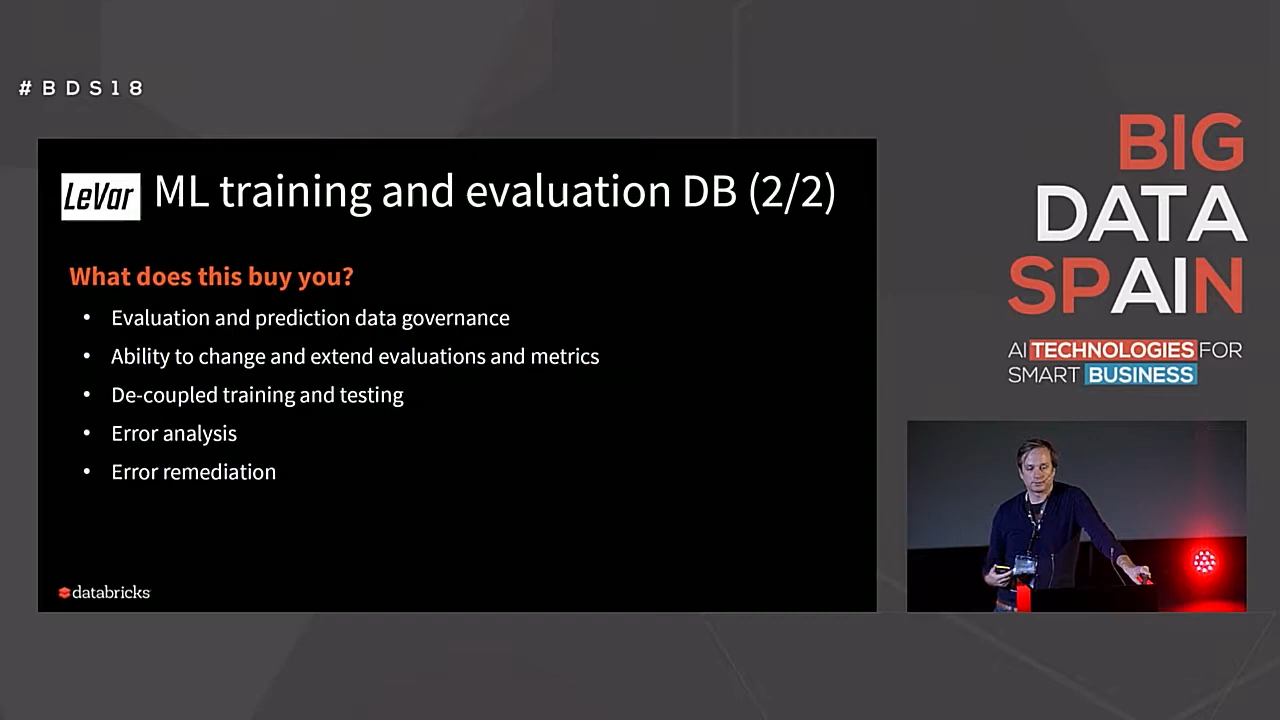 #BDS18
LeVar ML training and evaluation DB (2/2)
What does this buy you?
• Evaluation and prediction data governance
• Ability to change and extend evaluations and metrics
• De-coupled training and testing
• Error analysis
• Error remediation
databricks
BIG
DATA
SPAIN
AI TECHNOLOGIES FOR
SMART BUSINESS